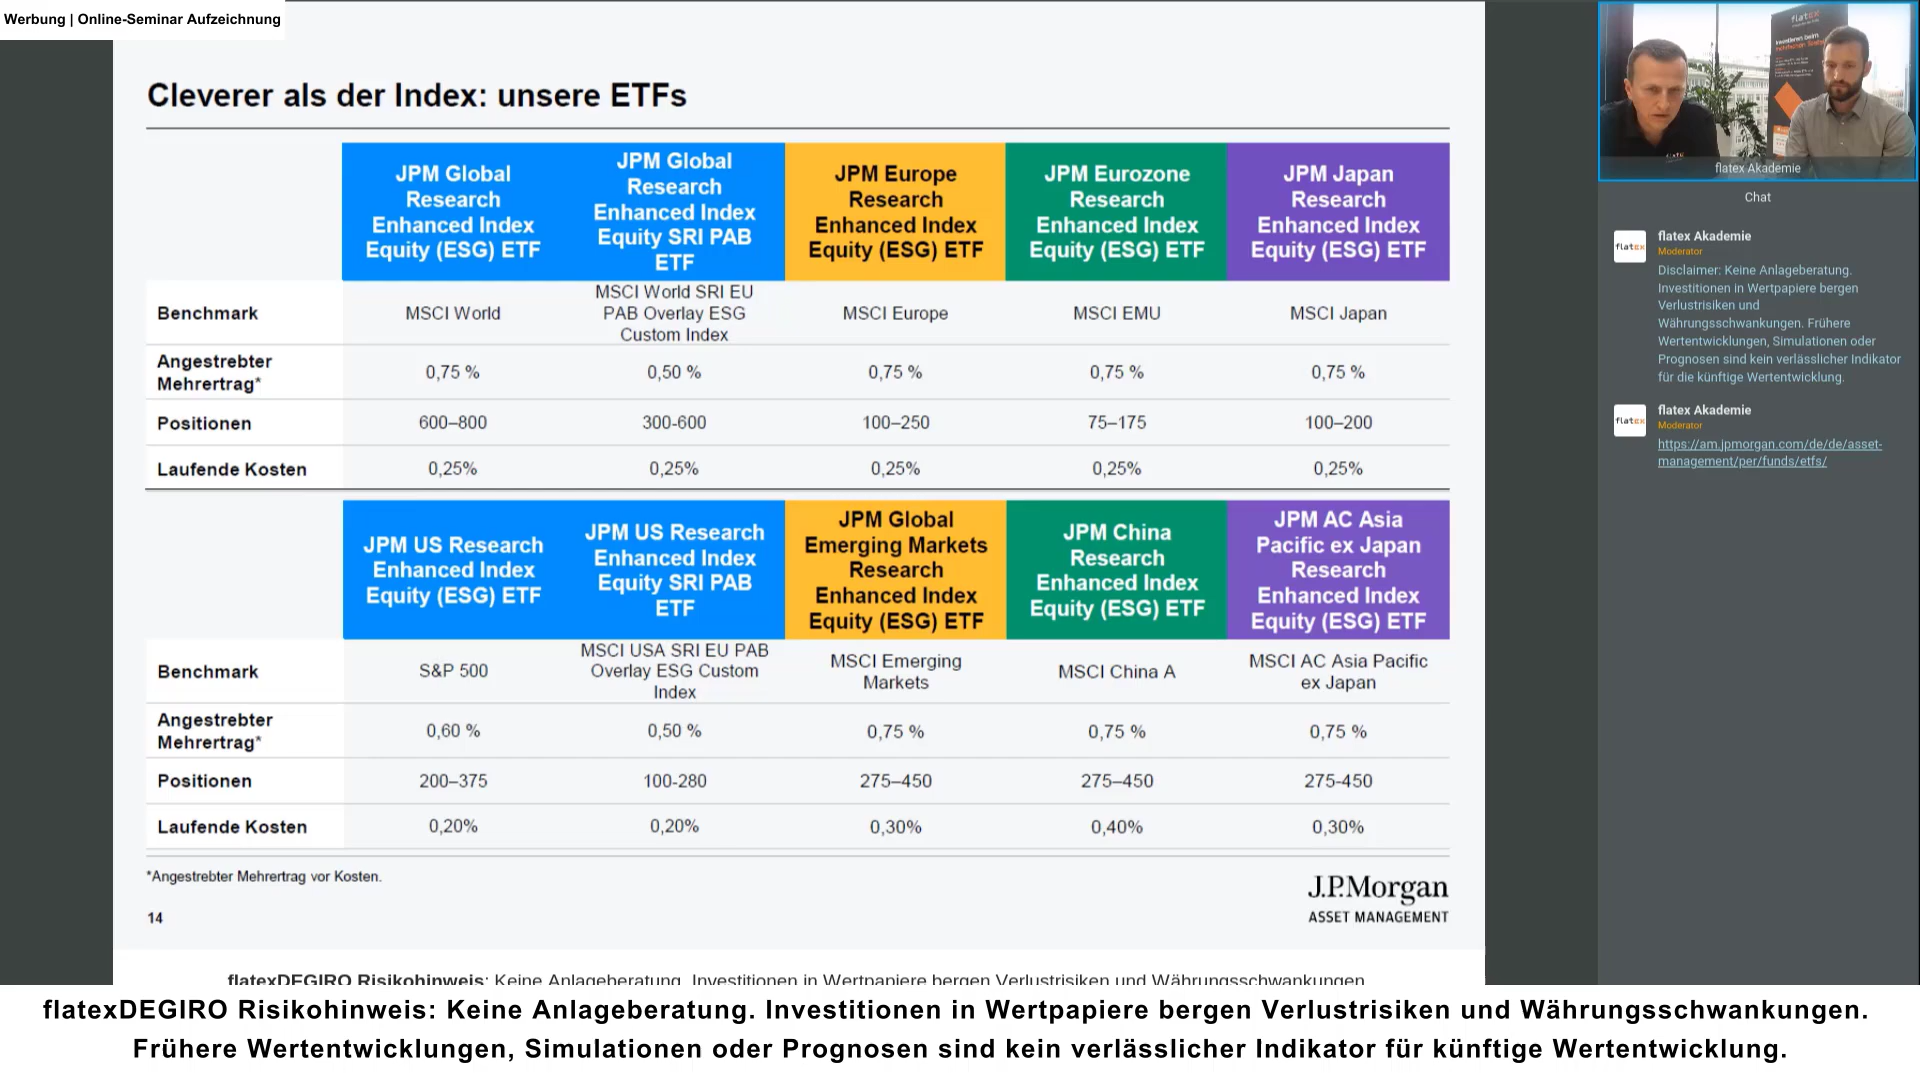 Werbung | Online-Seminar Aufzeichnung
Cleverer als der Index: unsere ETFs
JPM Global
Research
Enhanced Index
Equity (ESG) ETF
JPM Global
Research
Enhanced Index
Equity SRI PAB
ETF
JPM Europe
Research
Enhanced Index
Equity (ESG) ETF
JPM Eurozone
Research
Enhanced Index
Equity (ESG) ETF
JPM Japan
Research
Enhanced Index
Equity (ESG) ETF
Benchmark
MSCI World
MSCI World SRI EU
PAB Overlay ESG
Custom Index
MSCI Europe
MSCI EMU
MSCI Japan
Angestrebter
Mehrertrag*
0,75 %
0,50 %
0,75 %
0,75 %
0,75 %
Positionen
600–800
300-600
100–250
75–175
100–200
Laufende Kosten
0,25%
0,25%
0,25%
0,25%
0,25%
JPM US Research
Enhanced Index
Equity (ESG) ETF
JPM US Research
Enhanced Index
Equity SRI PAB
ETF
JPM Global
Emerging Markets
Research
Enhanced Index
Equity (ESG) ETF
JPM China
Research
Enhanced Index
Equity (ESG) ETF
JPM AC Asia
Pacific ex Japan
Research
Enhanced Index
Equity (ESG) ETF
Benchmark
S&P 500
MSCI USA SRI EU PAB
Overlay ESG Custom
Index
MSCI Emerging
Markets
MSCI China A
MSCI AC Asia Pacific
ex Japan
Angestrebter
Mehrertrag*
0,60 %
0,50 %
0,75 %
0,75 %
0,75 %
Positionen
200–375
100-280
275–450
275–450
275-450
Laufende Kosten
0,20%
0,20%
0,30%
0,40%
0,30%
*Angestrebter Mehrertrag vor Kosten.
14
J.P.Morgan
ASSET MANAGEMENT
flatex
flatex Akademie
Chat
flatex
flatex Akademie
Moderator
Disclaimer: Keine Anlageberatung.
Investitionen in Wertpapiere bergen
Verlustrisiken und
Währungsschwankungen. Frühere
Wertentwicklungen, Simulationen oder
Prognosen sind kein verlässlicher Indikator
für die künftige Wertentwicklung.
flatex
flatex Akademie
Moderator
https://am.jpmorgan.com/de/de/asset-
management/per/funds/etfs/
flatexDEGIRO Risikohinweis: Keine Anlageberatung. Investitionen in Wertpapiere bergen Verlustrisiken und Währungsschwankungen.
flatexDEGIRO Risikohinweis: Keine Anlageberatung. Investitionen in Wertpapiere bergen Verlustrisiken und Währungsschwankungen.
Frühere Wertentwicklungen, Simulationen oder Prognosen sind kein verlässlicher Indikator für künftige Wertentwicklung.